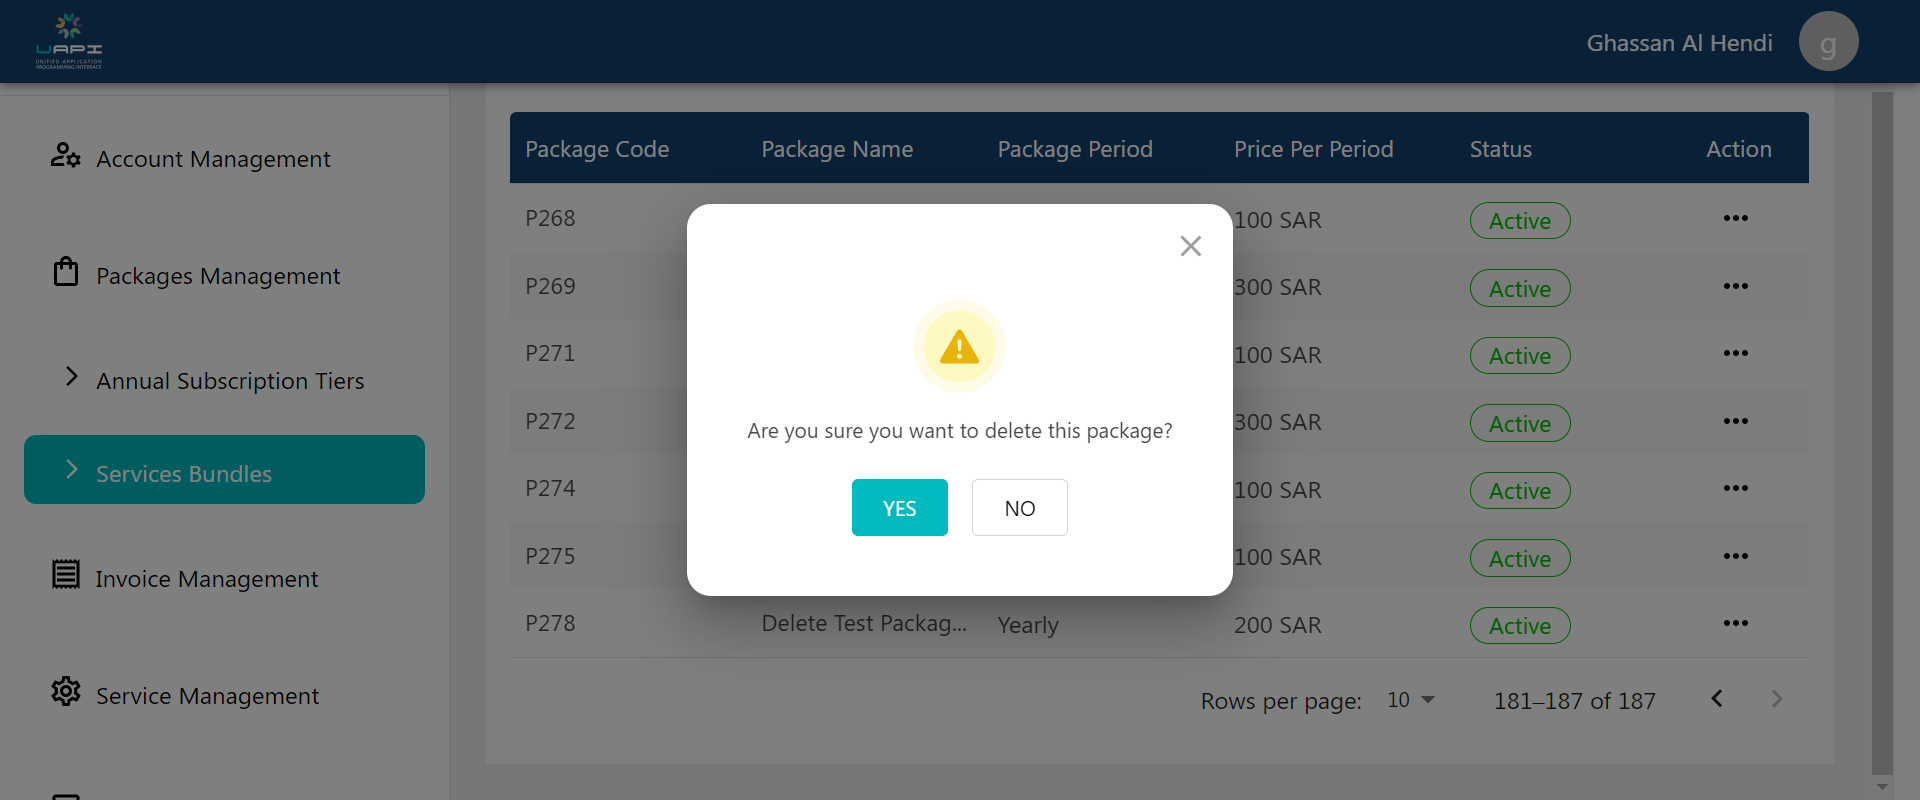 UAPI
UNIFIED APPLICATION
PROGRAMMING INTERFACE
Ghassan Al Hendi
g
Account Management
Packages Management
Annual Subscription Tiers
Services Bundles
Invoice Management
Service Management
Package Code Package Name Package Period Price Per Period Status Action
P268 100 SAR Active
P269 300 SAR Active
P271 100 SAR Active
P272 300 SAR Active
P274 100 SAR Active
P275 100 SAR Active
P278 Delete Test Packag... Yearly 200 SAR Active
Rows per page: 10 181–187 of 187
Are you sure you want to delete this package?
YES NO